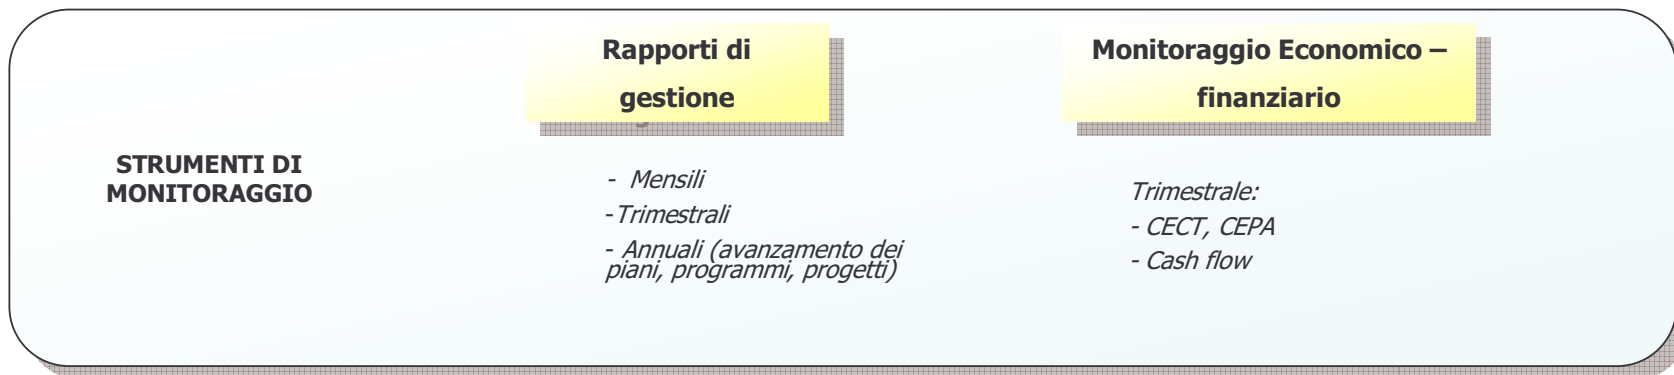 Rapporti di
gestione
Monitoraggio Economico –
finanziario
STRUMENTI DI
MONITORAGGIO
- Mensili
-Trimestrali
- Annuali (avanzamento dei
piani, programmi, progetti)
Trimestrale:
- CECT, CEPA
- Cash flow